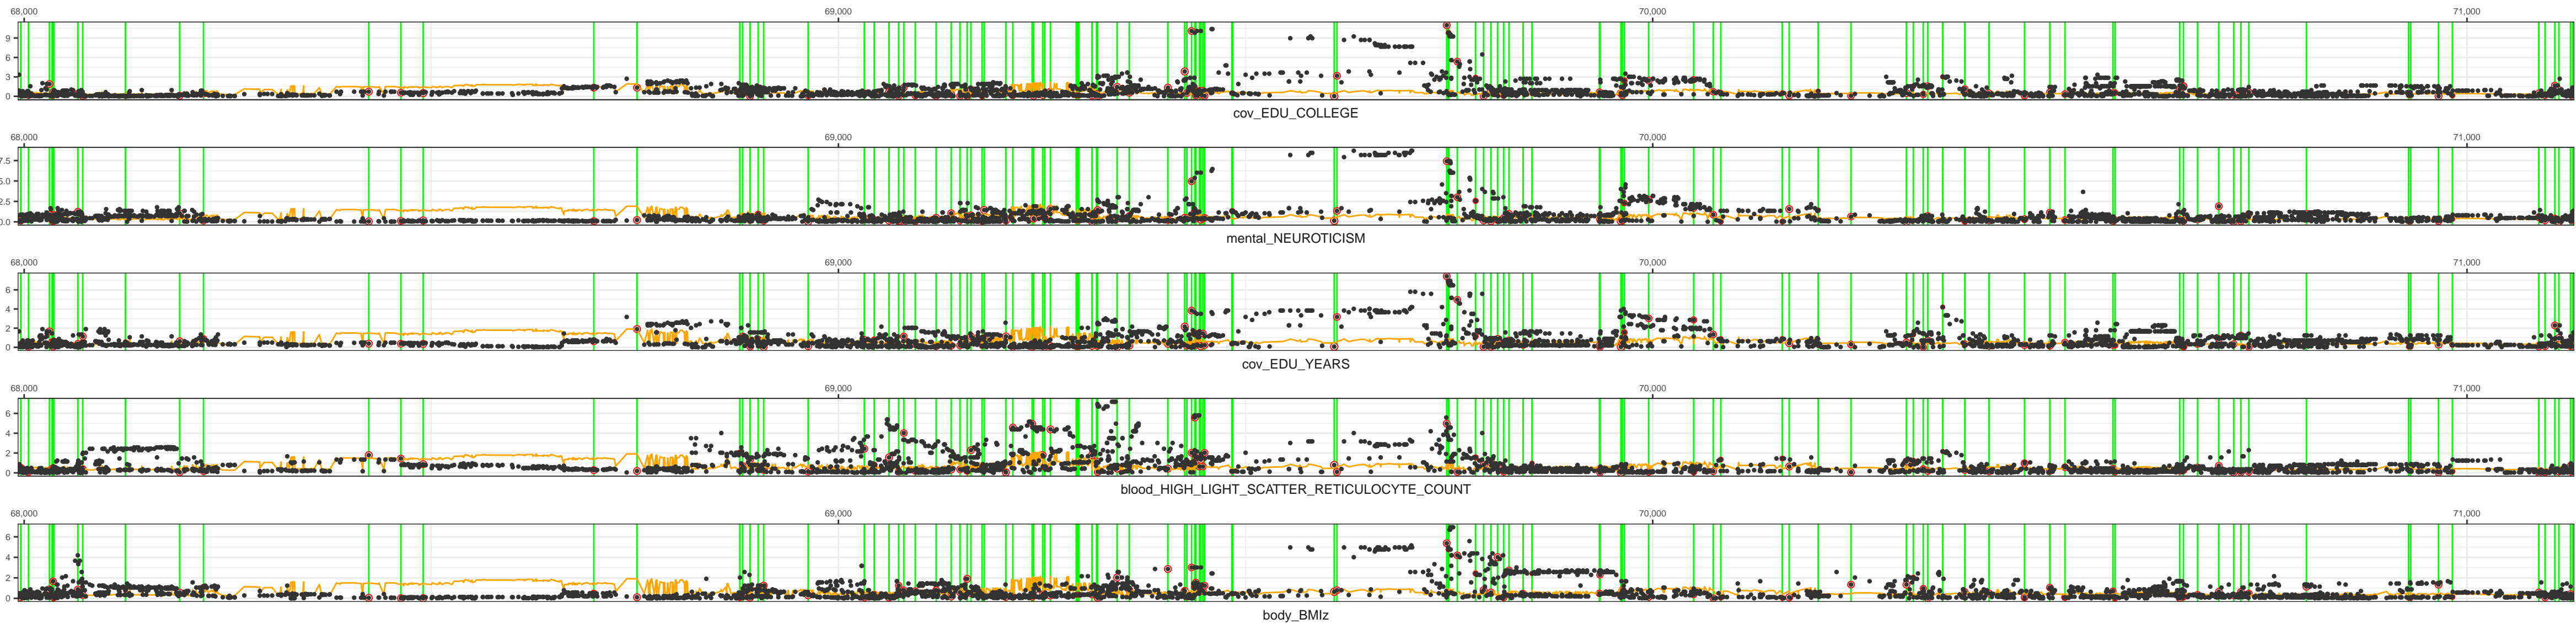 68,000 69,000 70,000 71,000
9
6
3
0
cov_EDU_COLLEGE
68,000 69,000 70,000 71,000
7.5
5.0
2.5
0.0
mental_NEUROTICISM
68,000 69,000 70,000 71,000
6
4
2
0
cov_EDU_YEARS
68,000 69,000 70,000 71,000
6
4
2
0
blood_HIGH_LIGHT_SCATTER_RETICULOCYTE_COUNT
68,000 69,000 70,000 71,000
6
4
2
0
body_BMIz